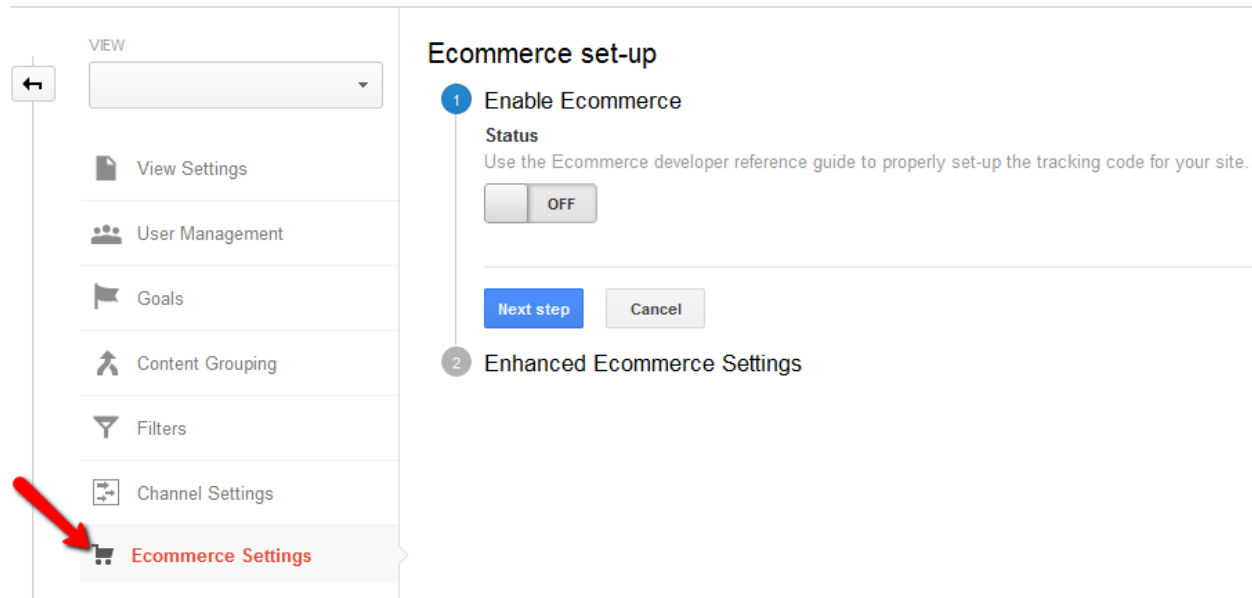 VIEW
View Settings
User Management
Goals
Content Grouping
Filters
Channel Settings
Ecommerce Settings
Ecommerce set-up
1 Enable Ecommerce
Status
Use the Ecommerce developer reference guide to properly set-up the tracking code for your site.
OFF
Next step Cancel
2 Enhanced Ecommerce Settings